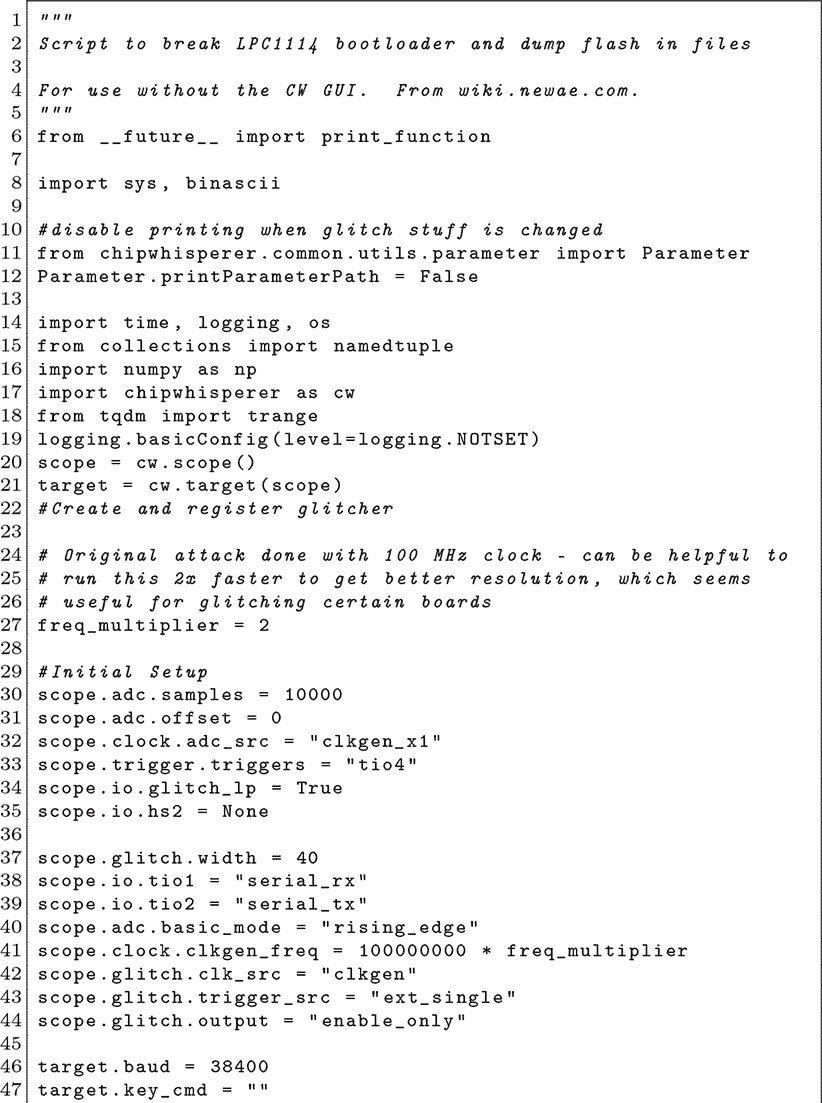 1 """
2 Script to break LPC1114 bootloader and dump flash in files
3
4 For use without the CW GUI. From wiki.newae.com.
5 """
6 from __future__ import print_function
7
8 import sys, binascii
9
10 #disable printing when glitch stuff is changed
11 from chipwhisperer.common.utils.parameter import Parameter
12 Parameter.printParameterPath = False
13
14 import time, logging, os
15 from collections import namedtuple
16 import numpy as np
17 import chipwhisperer as cw
18 from tqdm import trange
19 logging.basicConfig(level=logging.NOTSET)
20 scope = cw.scope()
21 target = cw.target(scope)
22 #Create and register glitcher
23
24 # Original attack done with 100 MHz clock - can be helpful to
25 # run this 2x faster to get better resolution, which seems
26 # useful for glitching certain boards
27 freq_multiplier = 2
28
29 #Initial Setup
30 scope.adc.samples = 10000
31 scope.adc.offset = 0
32 scope.clock.adc_src = "clkgen_x1"
33 scope.trigger.triggers = "tio4"
34 scope.io.glitch_lp = True
35 scope.io.hs2 = None
36
37 scope.glitch.width = 40
38 scope.io.tio1 = "serial_rx"
39 scope.io.tio2 = "serial_tx"
40 scope.adc.basic_mode = "rising_edge"
41 scope.clock.clkgen_freq = 100000000 * freq_multiplier
42 scope.glitch.clk_src = "clkgen"
43 scope.glitch.trigger_src = "ext_single"
44 scope.glitch.output = "enable_only"
45
46 target.baud = 38400
47 target.key_cmd = ""